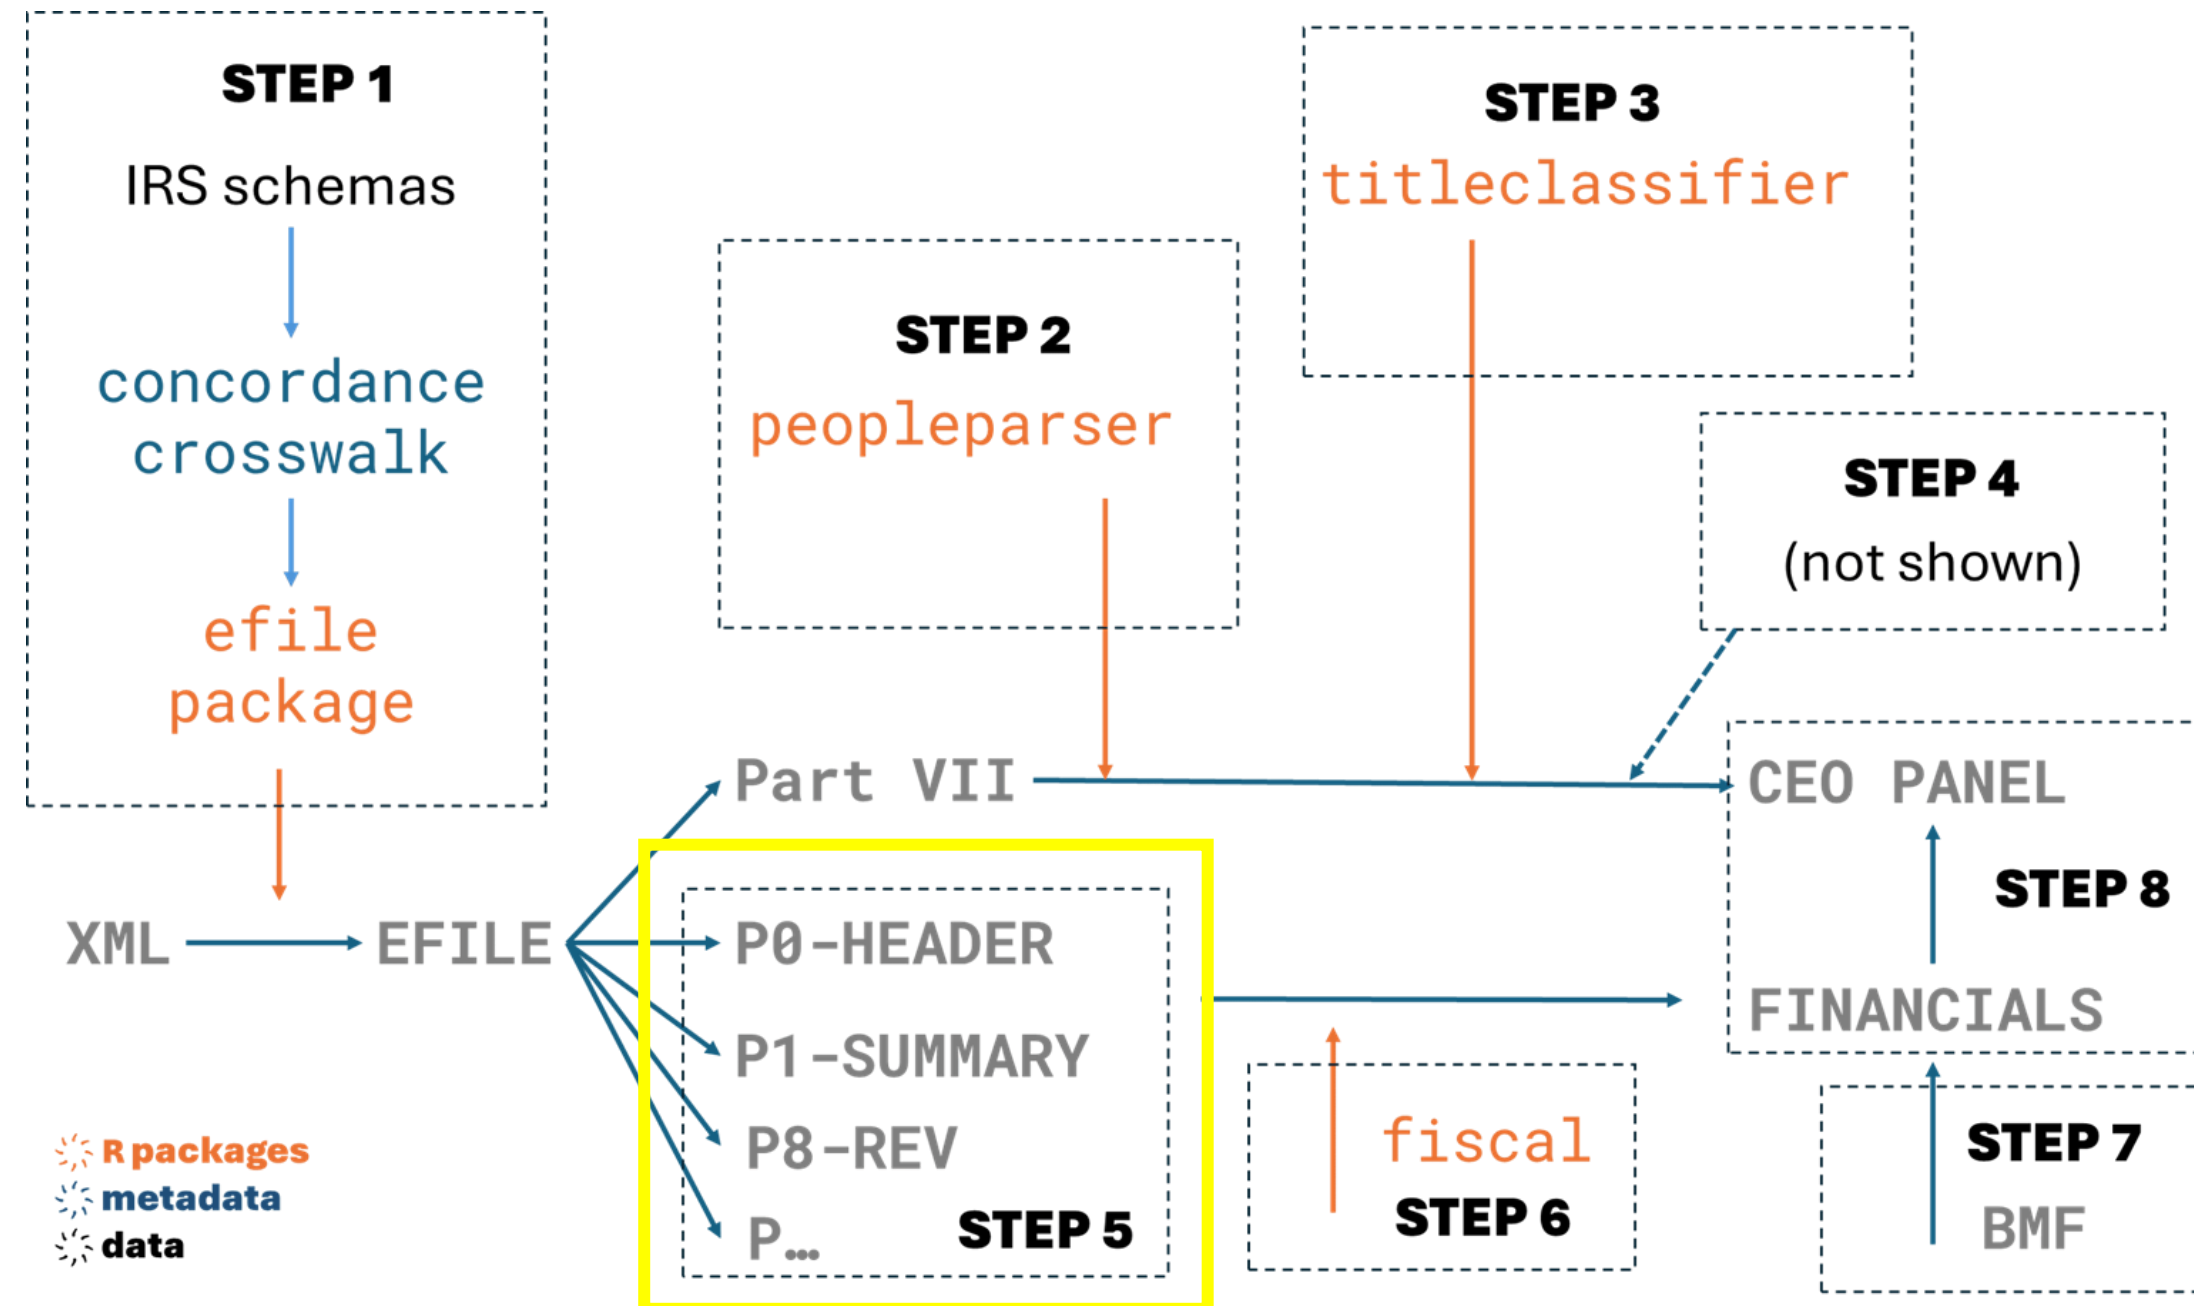 STEP 1
IRS schemas
concordance
crosswalk
efile
package
STEP 2
peopleparser
STEP 3
titleclassifier
STEP 4
(not shown)
Part VII
CEO PANEL
STEP 8
XML
EFILE
P0-HEADER
P1-SUMMARY
P8-REV
P…
STEP 5
FINANCIALS
fiscal
STEP 6
STEP 7
BMF
R packages
metadata
data